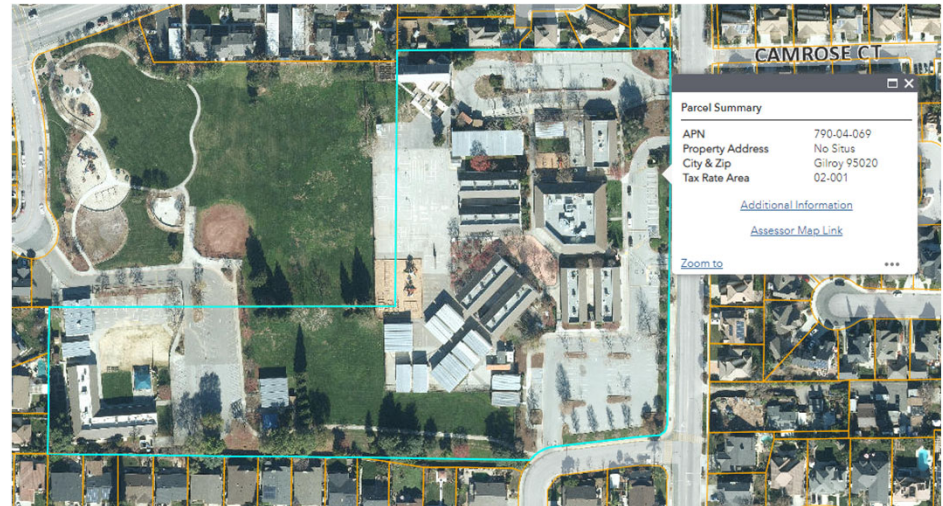 CAMROSE CT
Parcel Summary
APN 790-04-069
Property Address No Situs
City & Zip Gilroy 95020
Tax Rate Area 02-001
Additional Information
Assessor Map Link
Zoom to